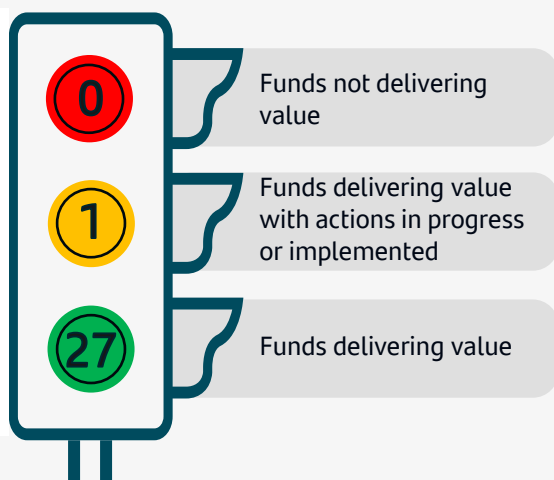 0
Funds not delivering
value
1
Funds delivering value
with actions in progress
or implemented
27
Funds delivering value